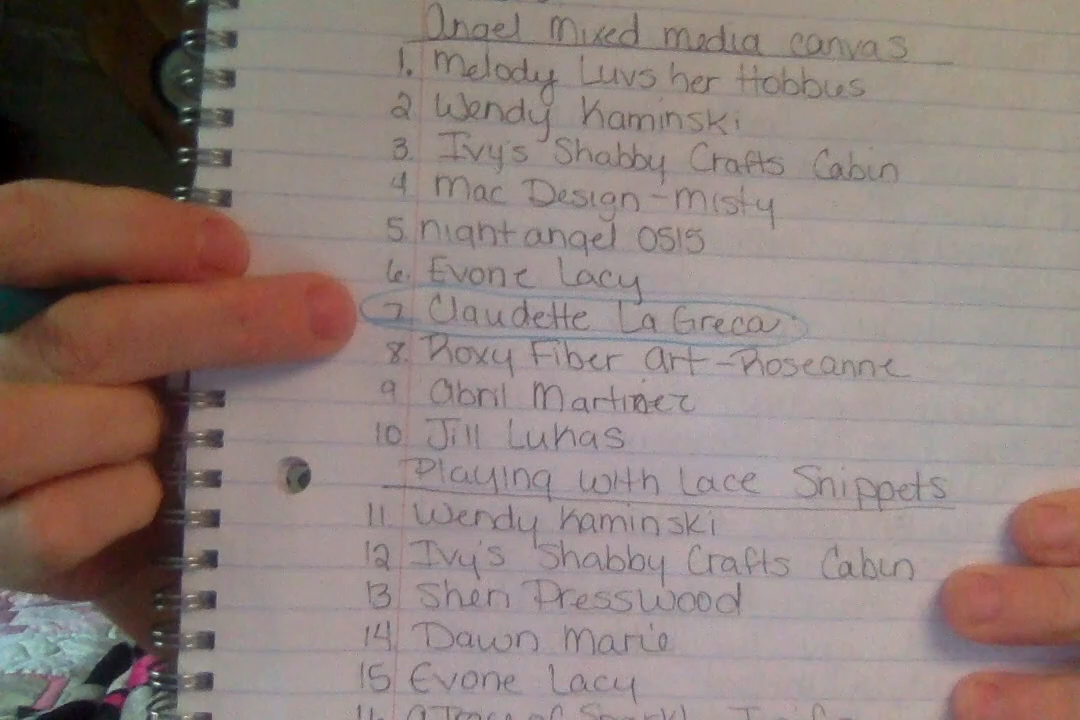 Angel Mixed media canvas
1. Melody Luvs her Hobbies
2 Wendy Kaminski
3. Ivy's Shabby Crafts Cabin
4 Mac Design - Misty
5. nightangel 0515
6. Evone Lacy
7 Claudette La Greca
8. Roxy Fiber Art - Roseanne
9 Abril Martinez
10 Jill Luhas
Playing with Lace Snippets
11. Wendy Kaminski
12 Ivy's Shabby Crafts Cabin
13 Sheri Presswood
14 Dawn Marie
15 Evone Lacy
16